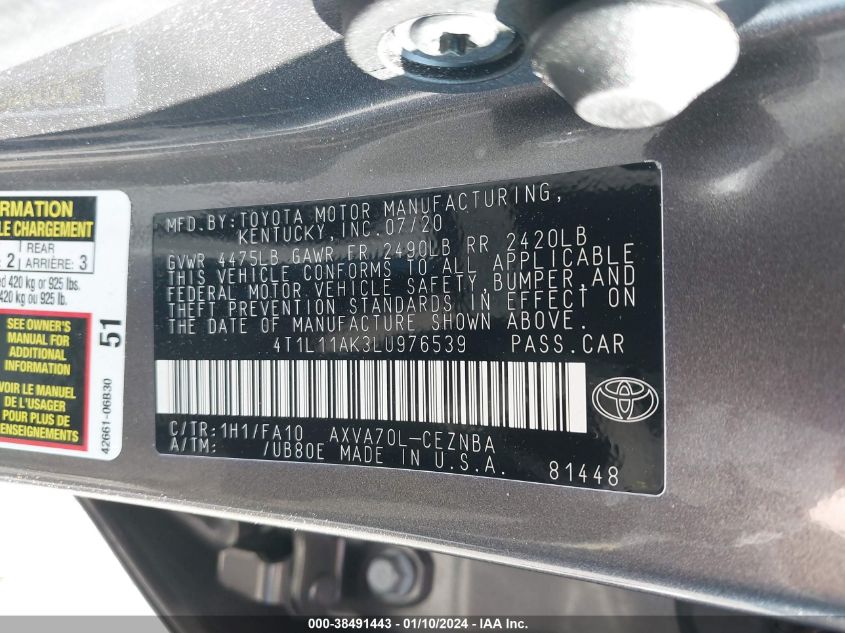 RMATION
LE CHARGEMENT
2 REAR
ARRIÈRE: 3
ed 420 kg or 925 lbs.
420 kg ou 925 lb.
SEE OWNER'S
MANUAL FOR
ADDITIONAL
INFORMATION
VOIR LE MANUEL
DE L'USAGER
POUR PLUS DE
ENSEIGNEMENTS
51
42661-06B30
MFD.BY:TOYOTA MOTOR MANUFACTURING,
KENTUCKY,INC.07/20
GVWR 4475LB GAWR FR 2490LB RR 2420LB
THIS VEHICLE CONFORMS TO ALL APPLICABLE
FEDERAL MOTOR VEHICLE SAFETY,BUMPER,AND
THEFT PREVENTION STANDARDS IN EFFECT ON
THE DATE OF MANUFACTURE SHOWN ABOVE.
4T1L11AK3LU976539 PASS.CAR
C/TR:1H1/FA10 AXVA70L-CEZNBA
A/TM: /UB80E MADE IN U.S.A. 81448
000-38491443 — 01/10/2024 — IAA Inc.